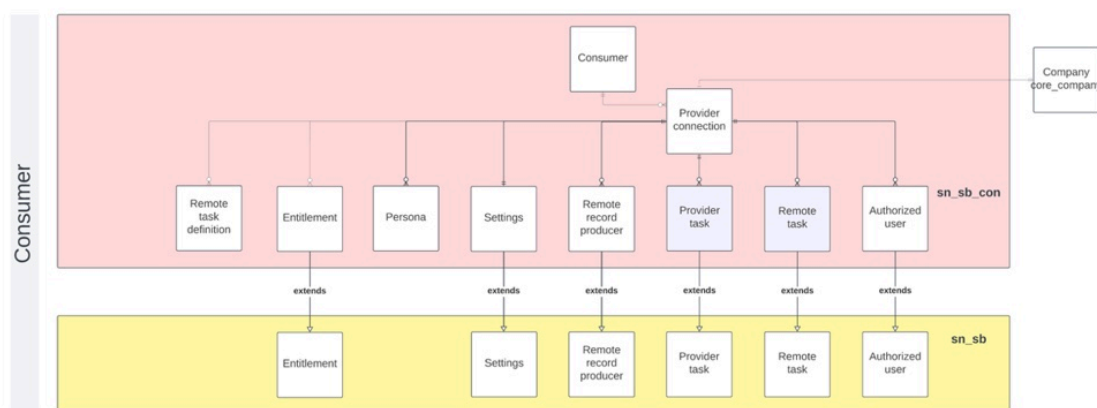 Consumer
Consumer
Company
core_company
Provider
connection
sn_sb_con
Remote
task
definition
Entitlement
Persona
Settings
Remote
record
producer
Provider
task
Remote
task
Authorized
user
extends
extends
extends
extends
extends
extends
sn_sb
Entitlement
Settings
Remote
record
producer
Provider
task
Remote
task
Authorized
user